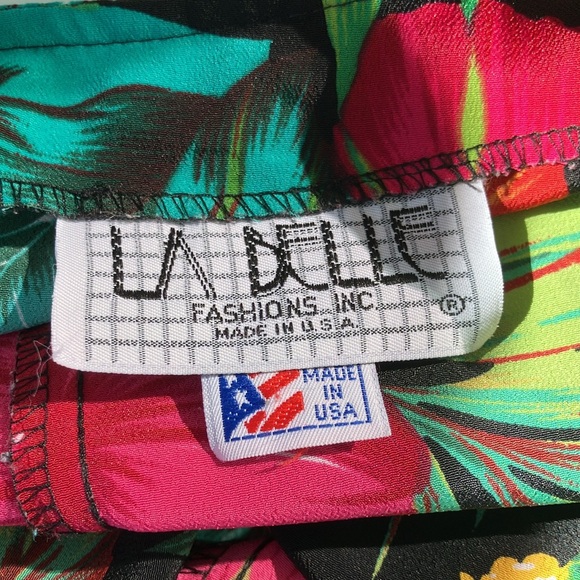 LA BELLE
FASHIONS, INC.
MADE IN U.S.A.
®
MADE
IN
USA